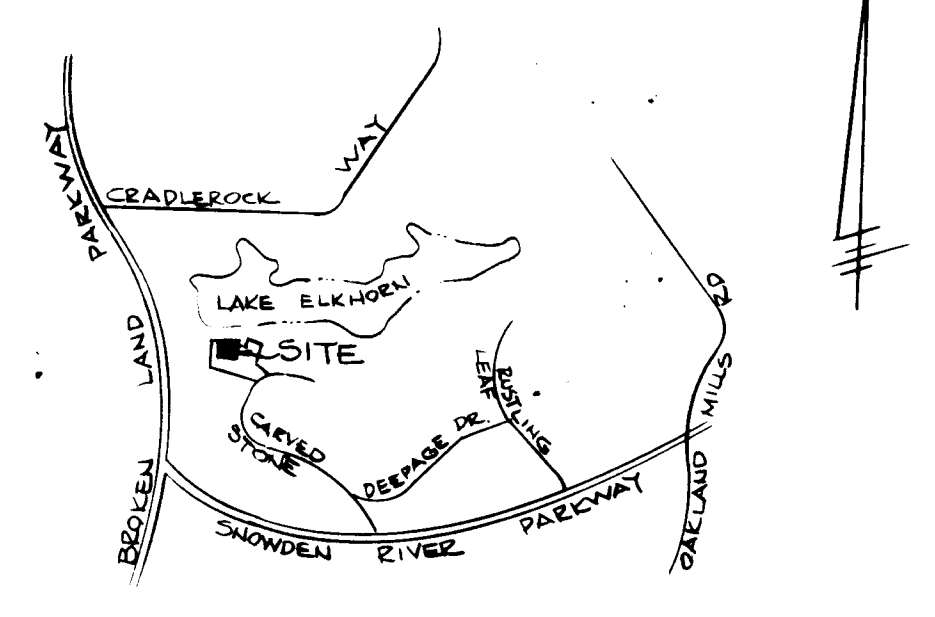 CRADLEROCK WAY
BROKEN LAND PARKWAY
LAKE ELKHORN
SITE
CARVED
STONE
DEEPAGE DR.
RUSTLING
LEAF
SNOWDEN RIVER PARKWAY
OAKLAND MILLS RD